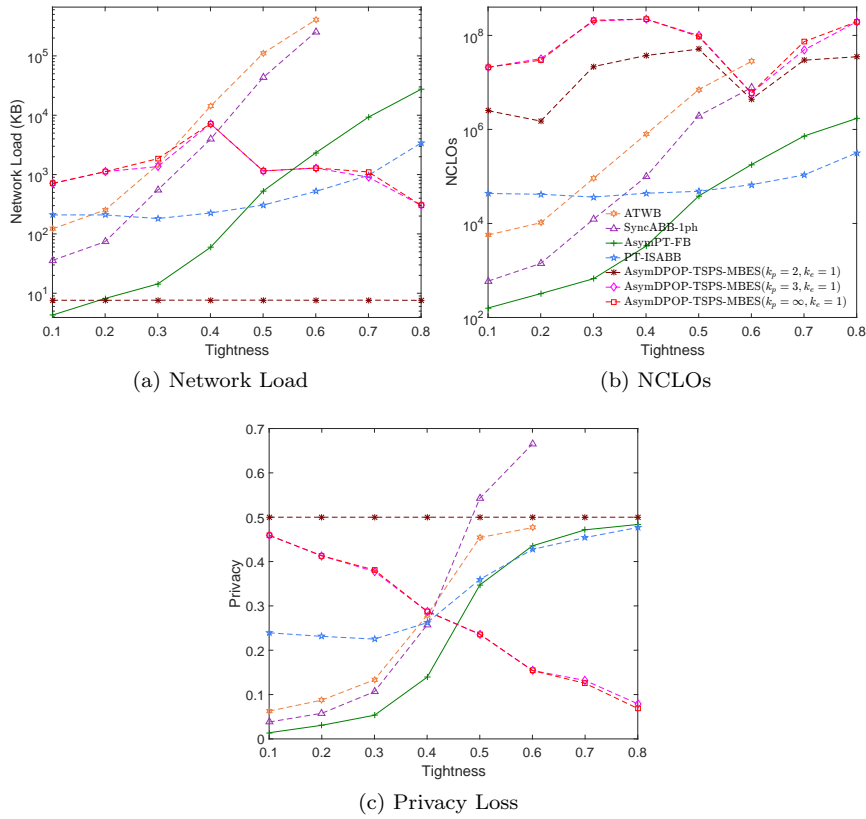 Network Load (KB)
10^5
10^4
10^3
10^2
10^1
0.1 0.2 0.3 0.4 0.5 0.6 0.7 0.8
Tightness
(a) Network Load
NCLOs
10^8
10^6
10^4
10^2
ATWB
SyncABB-1ph
AsymPT-FB
PT-ISABB
AsymDPOP-TSPS-MBES(k_p = 2, k_e = 1)
AsymDPOP-TSPS-MBES(k_p = 3, k_e = 1)
AsymDPOP-TSPS-MBES(k_p = ∞, k_e = 1)
0.1 0.2 0.3 0.4 0.5 0.6 0.7 0.8
Tightness
(b) NCLOs
Privacy
0.7
0.6
0.5
0.4
0.3
0.2
0.1
0
0.1 0.2 0.3 0.4 0.5 0.6 0.7 0.8
Tightness
(c) Privacy Loss